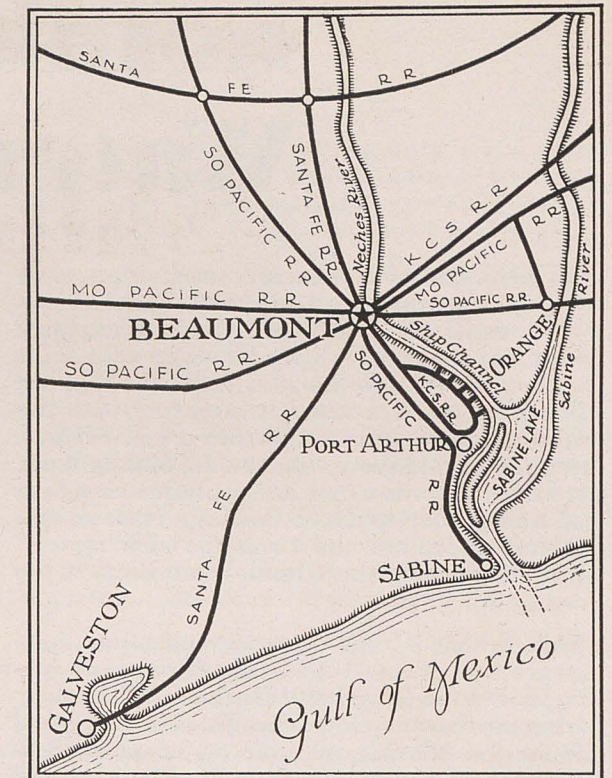 SANTA FE R R
SO PACIFIC R R
SANTA FE RR.
Neches River
K C S R R
MO PACIFIC R R
Sabine River
MO PACIFIC R R
SO PACIFIC R.R.
BEAUMONT
Ship Channel
ORANGE
SO PACIFIC R R.
SO PACIFIC R R
K.C.S.R.R.
PORT ARTHUR
SABINE LAKE
SANTA FE R R
SABINE
GALVESTON
Gulf of Mexico